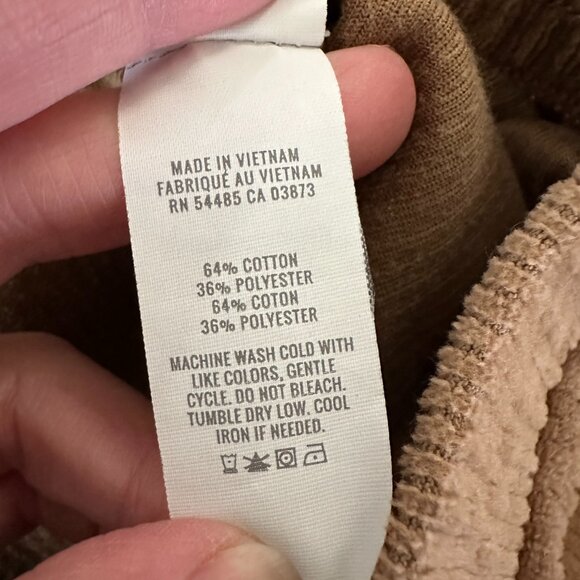 MADE IN VIETNAM
FABRIQUÉ AU VIETNAM
RN 54485 CA 03873
64% COTTON
36% POLYESTER
64% COTON
36% POLYESTER
MACHINE WASH COLD WITH
LIKE COLORS, GENTLE
CYCLE. DO NOT BLEACH.
TUMBLE DRY LOW. COOL
IRON IF NEEDED.